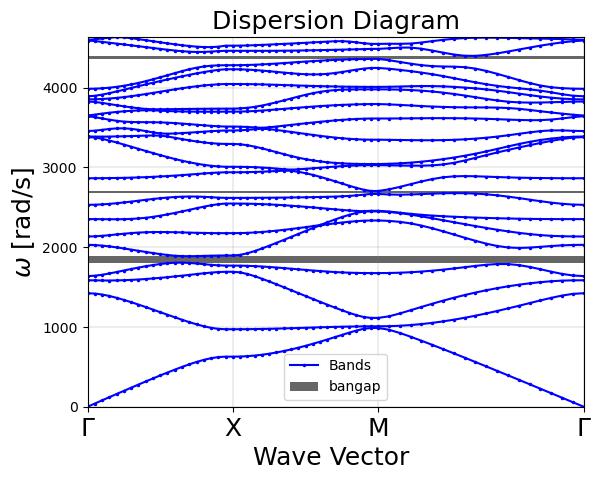 Dispersion Diagram
ω [rad/s]
4000
3000
2000
1000
0
Bands
bangap
Γ X M Γ
Wave Vector